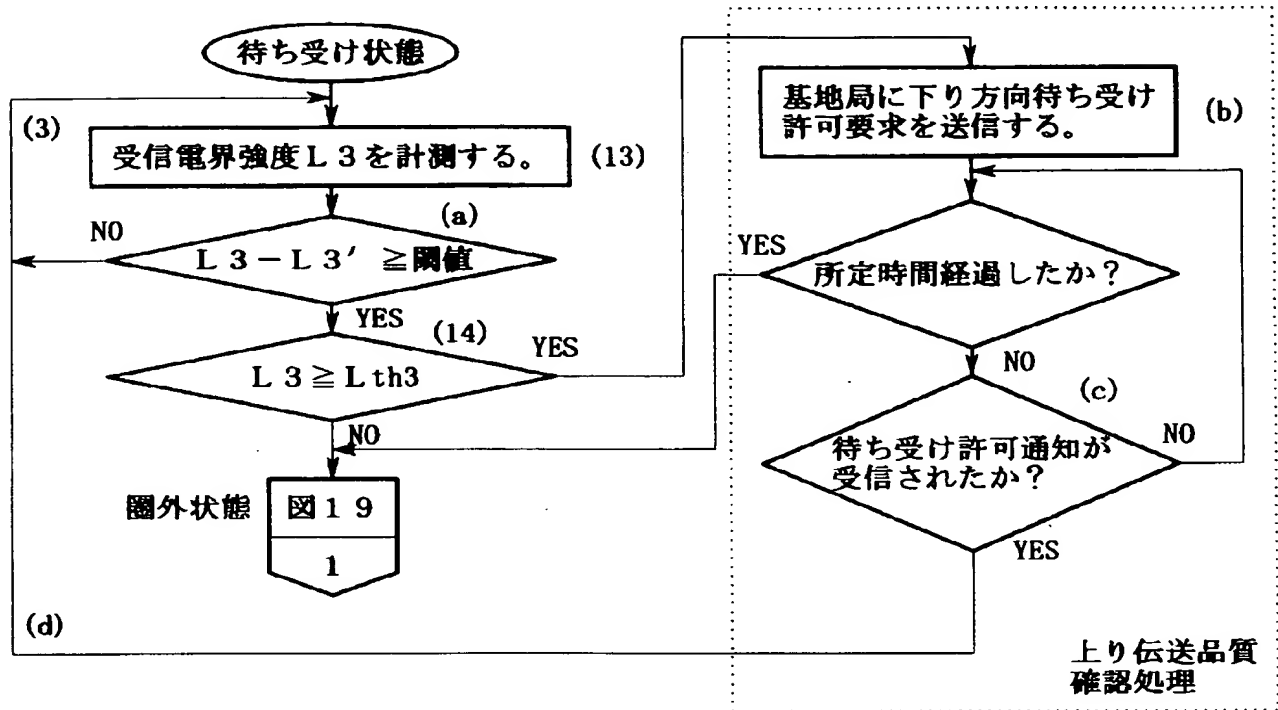 待ち受け状態
(3)
受信電界強度Ｌ３を計測する。
(13)
(a)
NO
Ｌ３－Ｌ３′ ≧閾値
YES
(14)
YES
Ｌ３≧Ｌth3
NO
圏外状態
図１９
１
(d)
基地局に下り方向待ち受け
許可要求を送信する。
(b)
YES
所定時間経過したか？
NO
(c)
待ち受け許可通知が
受信されたか？
NO
YES
上り伝送品質
確認処理